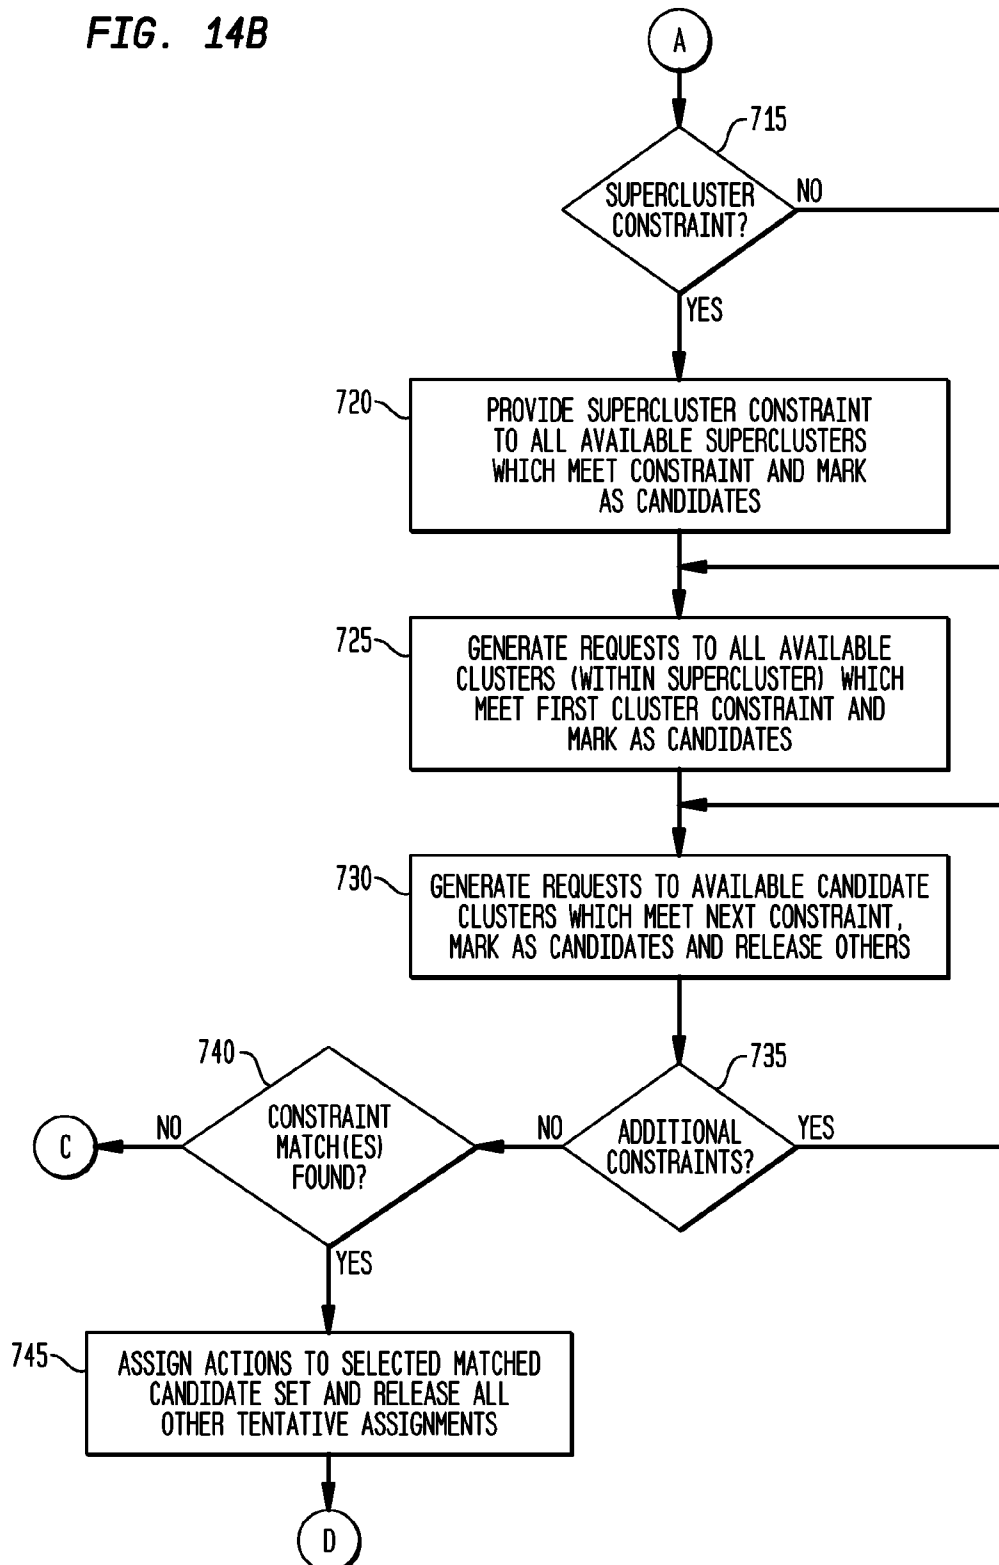 FIG. 14B
A
715
SUPERCLUSTER
CONSTRAINT?
NO
YES
720
PROVIDE SUPERCLUSTER CONSTRAINT
TO ALL AVAILABLE SUPERCLUSTERS
WHICH MEET CONSTRAINT AND MARK
AS CANDIDATES
725
GENERATE REQUESTS TO ALL AVAILABLE
CLUSTERS (WITHIN SUPERCLUSTER) WHICH
MEET FIRST CLUSTER CONSTRAINT AND
MARK AS CANDIDATES
730
GENERATE REQUESTS TO AVAILABLE CANDIDATE
CLUSTERS WHICH MEET NEXT CONSTRAINT,
MARK AS CANDIDATES AND RELEASE OTHERS
735
ADDITIONAL
CONSTRAINTS?
YES
NO
740
CONSTRAINT
MATCH(ES)
FOUND?
NO
C
YES
745
ASSIGN ACTIONS TO SELECTED MATCHED
CANDIDATE SET AND RELEASE ALL
OTHER TENTATIVE ASSIGNMENTS
D